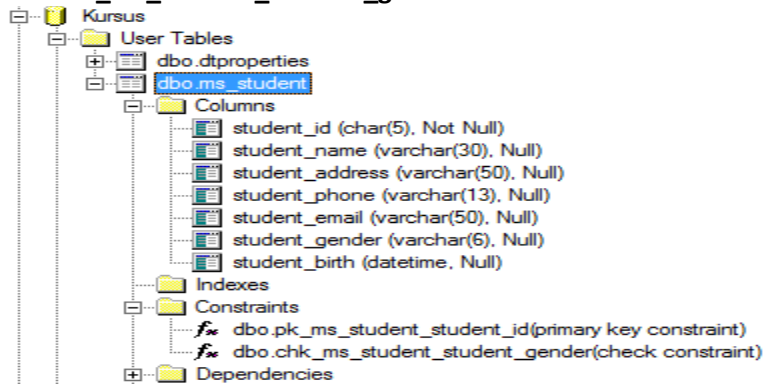 Kursus
User Tables
dbo.dtproperties
dbo.ms_student
Columns
student_id (char(5), Not Null)
student_name (varchar(30), Null)
student_address (varchar(50), Null)
student_phone (varchar(13), Null)
student_email (varchar(50), Null)
student_gender (varchar(6), Null)
student_birth (datetime, Null)
Indexes
Constraints
dbo.pk_ms_student_student_id(primary key constraint)
dbo.chk_ms_student_student_gender(check constraint)
Dependencies